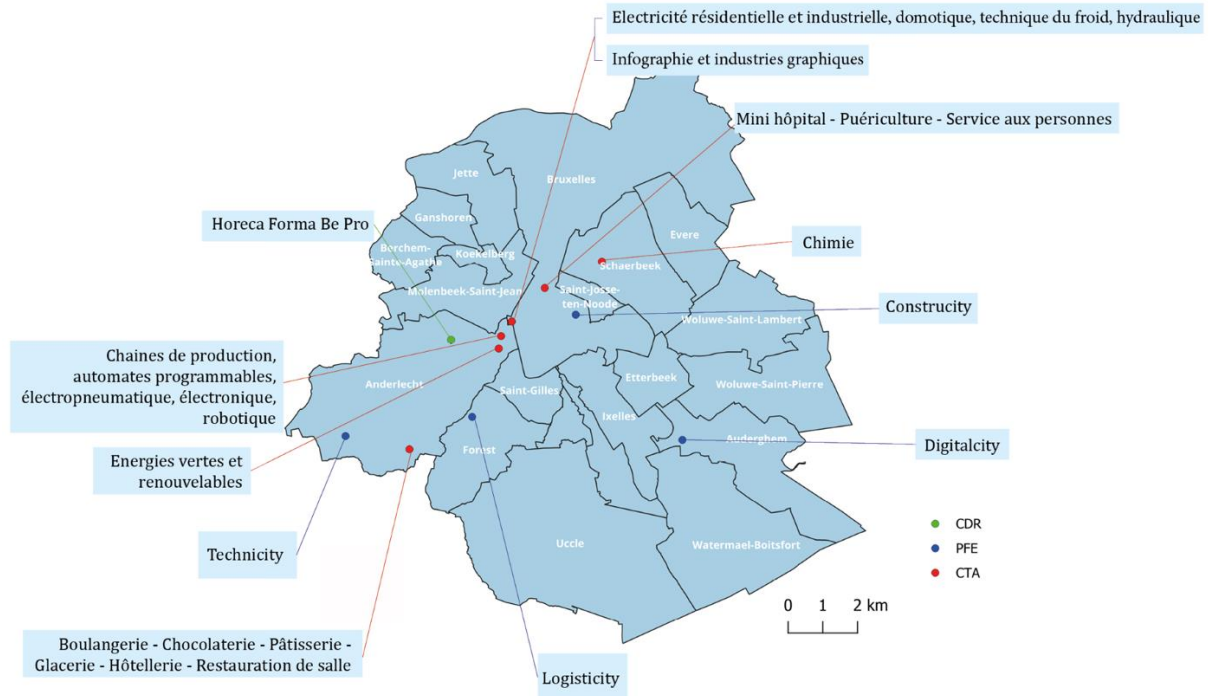 Electricité résidentielle et industrielle, domotique, technique du froid, hydraulique
Infographie et industries graphiques
Mini hôpital - Puériculture - Service aux personnes
Jette
Bruxelles
Ganshoren
Horeca Forma Be Pro
Evere
Chimie
Berchem-
Sainte-Agathe
Koekelberg
Schaerbeek
Molenbeek-Saint-Jean
Saint-Josse-
ten-Noode
Construcity
Woluwe-Saint-Lambert
Chaines de production,
automates programmables,
électropneumatique, électronique,
robotique
Anderlecht
Saint-Gilles
Etterbeek
Woluwe-Saint-Pierre
Ixelles
Auderghem
Digitalcity
Forest
Energies vertes et
renouvelables
Technicity
Uccle
Watermael-Boitsfort
CDR
PFE
CTA
0 1 2 km
Boulangerie - Chocolaterie - Pâtisserie -
Glacerie - Hôtellerie - Restauration de salle
Logisticity